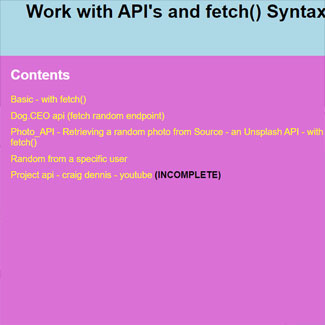 Work with API's and fetch() Syntax
Contents
Basic - with fetch()
Dog.CEO api (fetch random endpoint)
Photo_API - Retrieving a random photo from Source - an Unsplash API - with
fetch()
Random from a specific user
Project api - craig dennis - youtube (INCOMPLETE)